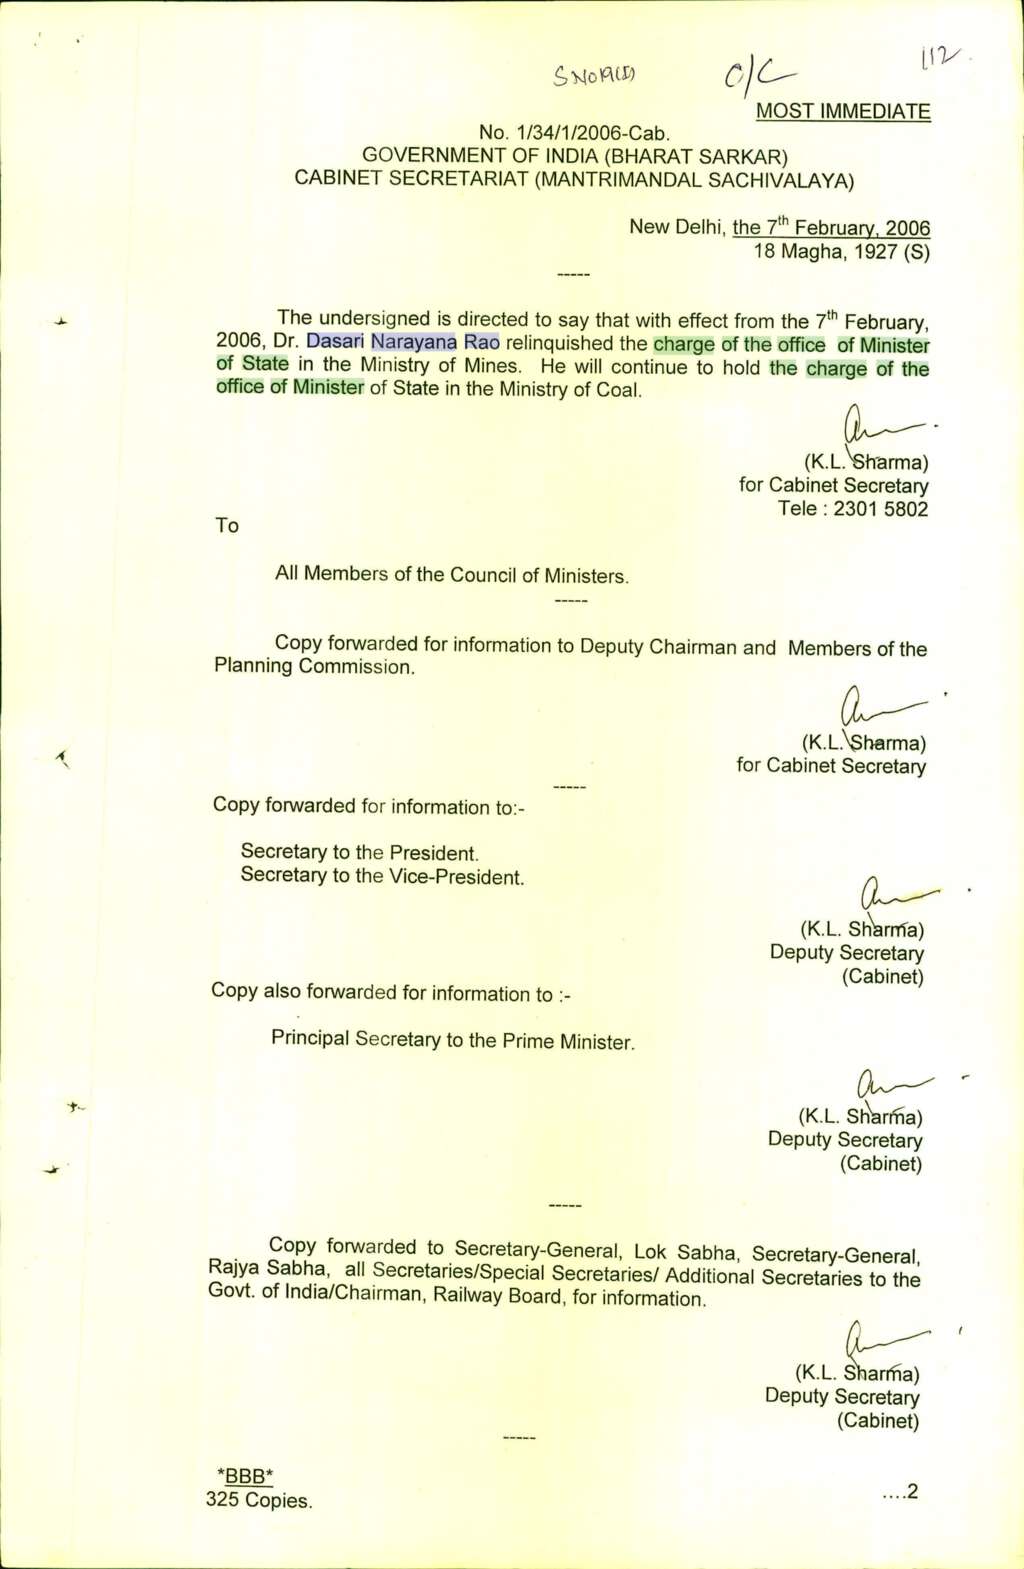 SNo19(I)
O/C
112
MOST IMMEDIATE
No. 1/34/1/2006-Cab.
GOVERNMENT OF INDIA (BHARAT SARKAR)
CABINET SECRETARIAT (MANTRIMANDAL SACHIVALAYA)
New Delhi, the 7th February, 2006
18 Magha, 1927 (S)
-----
The undersigned is directed to say that with effect from the 7th February,
2006, Dr. Dasari Narayana Rao relinquished the charge of the office of Minister
of State in the Ministry of Mines. He will continue to hold the charge of the
office of Minister of State in the Ministry of Coal.
(K.L. Sharma)
for Cabinet Secretary
Tele : 2301 5802
To
All Members of the Council of Ministers.
-----
Copy forwarded for information to Deputy Chairman and Members of the
Planning Commission.
(K.L. Sharma)
for Cabinet Secretary
-----
Copy forwarded for information to:-
Secretary to the President.
Secretary to the Vice-President.
(K.L. Sharma)
Deputy Secretary
(Cabinet)
Copy also forwarded for information to :-
Principal Secretary to the Prime Minister.
(K.L. Sharma)
Deputy Secretary
(Cabinet)
-----
Copy forwarded to Secretary-General, Lok Sabha, Secretary-General,
Rajya Sabha, all Secretaries/Special Secretaries/ Additional Secretaries to the
Govt. of India/Chairman, Railway Board, for information.
(K.L. Sharma)
Deputy Secretary
(Cabinet)
-----
*BBB*
325 Copies.
....2